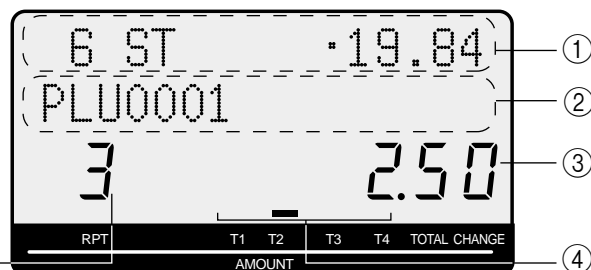 6 ST ·19.84 ①
PLU0001 ②
3 2.50 ③
RPT T1 T2 T3 T4 TOTAL CHANGE
AMOUNT ④